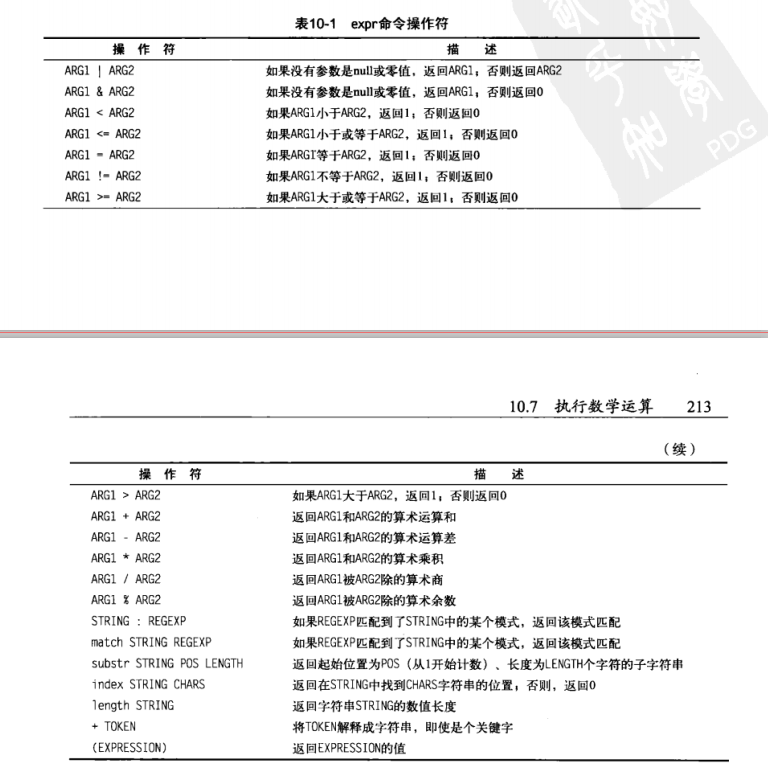 表10-1 expr命令操作符
操 作 符 描 述
ARG1 | ARG2 如果没有参数是null或零值，返回ARG1；否则返回ARG2
ARG1 & ARG2 如果没有参数是null或零值，返回ARG1；否则返回0
ARG1 < ARG2 如果ARG1小于ARG2，返回1；否则返回0
ARG1 <= ARG2 如果ARG1小于或等于ARG2，返回1；否则返回0
ARG1 = ARG2 如果ARG1等于ARG2，返回1；否则返回0
ARG1 != ARG2 如果ARG1不等于ARG2，返回1；否则返回0
ARG1 >= ARG2 如果ARG1大于或等于ARG2，返回1；否则返回0
PDG
10.7 执行数学运算 213
（续）
操 作 符 描 述
ARG1 > ARG2 如果ARG1大于ARG2，返回1；否则返回0
ARG1 + ARG2 返回ARG1和ARG2的算术运算和
ARG1 - ARG2 返回ARG1和ARG2的算术运算差
ARG1 * ARG2 返回ARG1和ARG2的算术乘积
ARG1 / ARG2 返回ARG1被ARG2除的算术商
ARG1 % ARG2 返回ARG1被ARG2除的算术余数
STRING : REGEXP 如果REGEXP匹配到了STRING中的某个模式，返回该模式匹配
match STRING REGEXP 如果REGEXP匹配到了STRING中的某个模式，返回该模式匹配
substr STRING POS LENGTH 返回起始位置为POS（从1开始计数）、长度为LENGTH个字符的子字符串
index STRING CHARS 返回在STRING中找到CHARS字符串的位置；否则，返回0
length STRING 返回字符串STRING的数值长度
+ TOKEN 将TOKEN解释成字符串，即使是个关键字
(EXPRESSION) 返回EXPRESSION的值